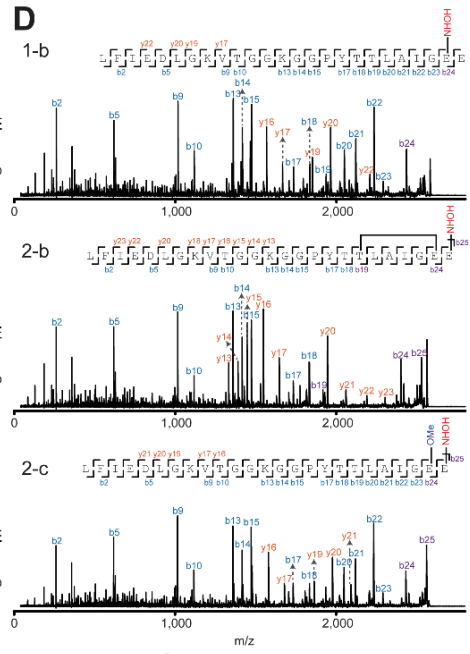 D
NHOH
1-b
y22 y20 y19 y17
LFIEDLGKVTGGKGGPYTTLAIGEE
b2 b5 b9 b10 b13 b14 b15 b17 b18 b19 b20 b21 b22 b23 b24
b2 b5 b9 b10 b13 b14 b15 y16 y17 b17 b18 y19 b19 y20 b20 b21 y22 b22 b23 b24
0 1,000 2,000
NHOH
2-b
y23 y22 y20 y18 y17 y16 y15 y14 y13
b25
LFIEDLGKVTGGKGGPYTTLAIGEE
b2 b5 b9 b10 b13 b14 b15 b17 b18 b19 b24
b2 b5 b9 b10 y13 y14 b13 b14 y15 b15 y16 y17 b17 b18 b19 y20 y21 y22 y23 b24 b25
0 1,000 2,000
OMe NHOH
2-c
y21 y20 y19 y17 y16
b25
LFIEDLGKVTGGKGGPYTTLAIGEE
b2 b5 b9 b10 b13 b14 b15 b17 b18 b19 b20 b21 b22 b23 b24
b2 b5 b9 b10 b13 b14 b15 y16 y17 b17 b18 y19 y20 b20 y21 b21 b22 b23 b24 b25
0 1,000 2,000
m/z